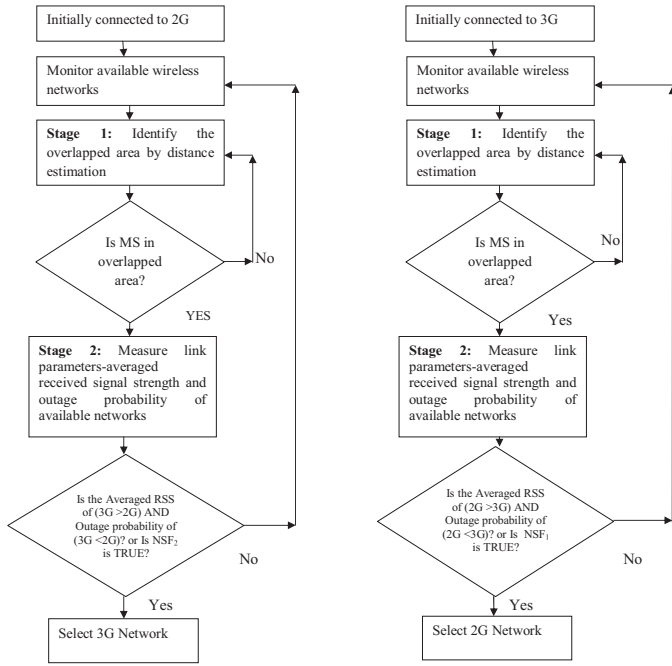 Initially connected to 2G
Monitor available wireless
networks
Stage 1: Identify the
overlapped area by distance
estimation
Is MS in
overlapped
area?
No
YES
Stage 2: Measure link
parameters-averaged
received signal strength and
outage probability of
available networks
Is the Averaged RSS
of (3G >2G) AND
Outage probability of
(3G <2G)? or Is NSF2
is TRUE?
No
Yes
Select 3G Network
Initially connected to 3G
Monitor available wireless
networks
Stage 1: Identify the
overlapped area by distance
estimation
Is MS in
overlapped
area?
No
Yes
Stage 2: Measure link
parameters-averaged
received signal strength and
outage probability of
available networks
Is the Averaged RSS
of (2G >3G) AND
Outage probability of
(2G <3G)? or Is NSF1
is TRUE?
No
Yes
Select 2G Network